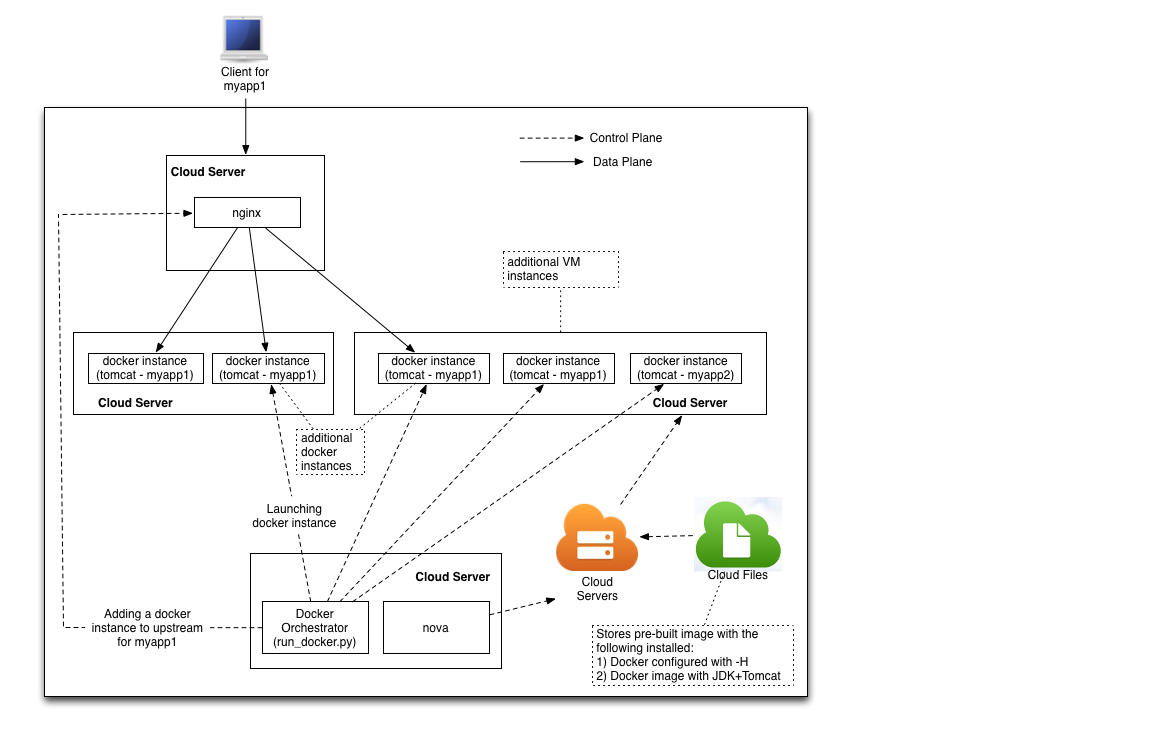 Client for
myapp1
Control Plane
Data Plane
Cloud Server
nginx
additional VM
instances
docker instance
(tomcat - myapp1)
docker instance
(tomcat - myapp1)
docker instance
(tomcat - myapp1)
docker instance
(tomcat - myapp1)
docker instance
(tomcat - myapp2)
Cloud Server
Cloud Server
additional
docker
instances
Launching
docker instance
Cloud Server
Docker
Orchestrator
(run_docker.py)
nova
Adding a docker
instance to upstream
for myapp1
Cloud
Servers
Cloud Files
Stores pre-built image with the
following installed:
1) Docker configured with -H
2) Docker image with JDK+Tomcat